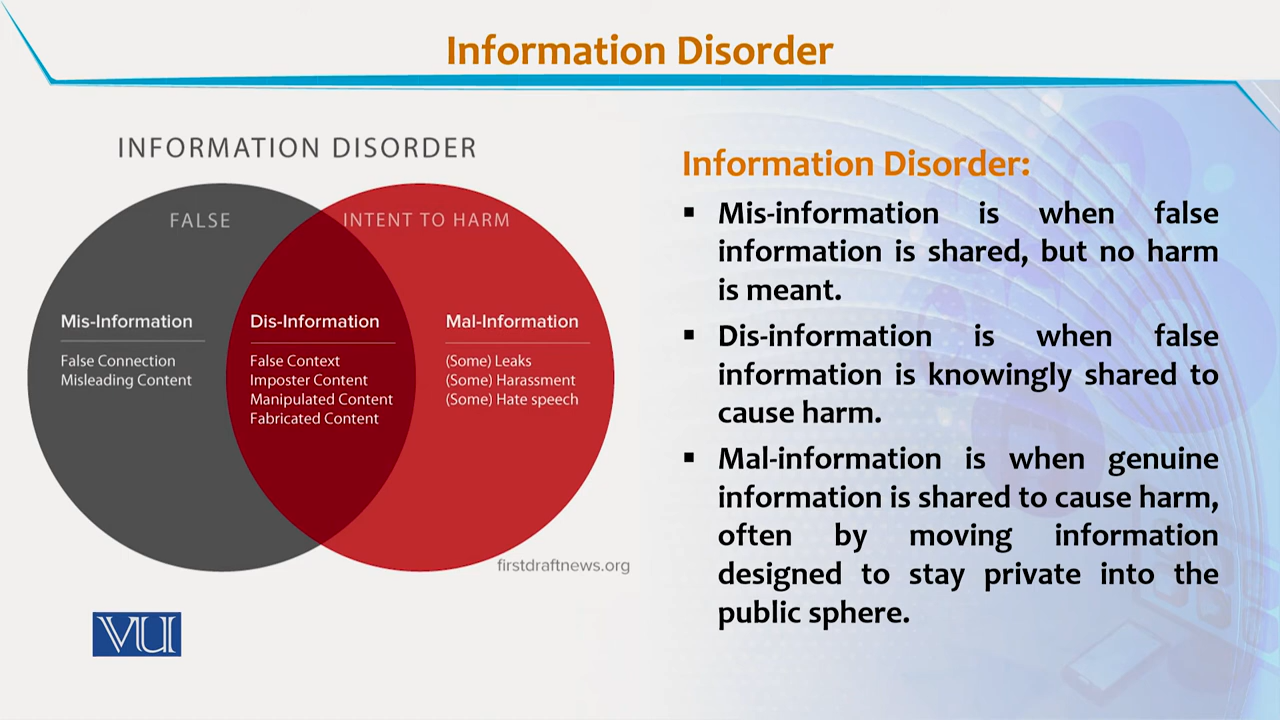 Information Disorder
INFORMATION DISORDER
FALSE
INTENT TO HARM
Mis-Information
False Connection
Misleading Content
Dis-Information
False Context
Imposter Content
Manipulated Content
Fabricated Content
Mal-Information
(Some) Leaks
(Some) Harassment
(Some) Hate speech
firstdraftnews.org
VU
Information Disorder:
▪ Mis-information is when false
information is shared, but no harm
is meant.
▪ Dis-information is when false
information is knowingly shared to
cause harm.
▪ Mal-information is when genuine
information is shared to cause harm,
often by moving information
designed to stay private into the
public sphere.